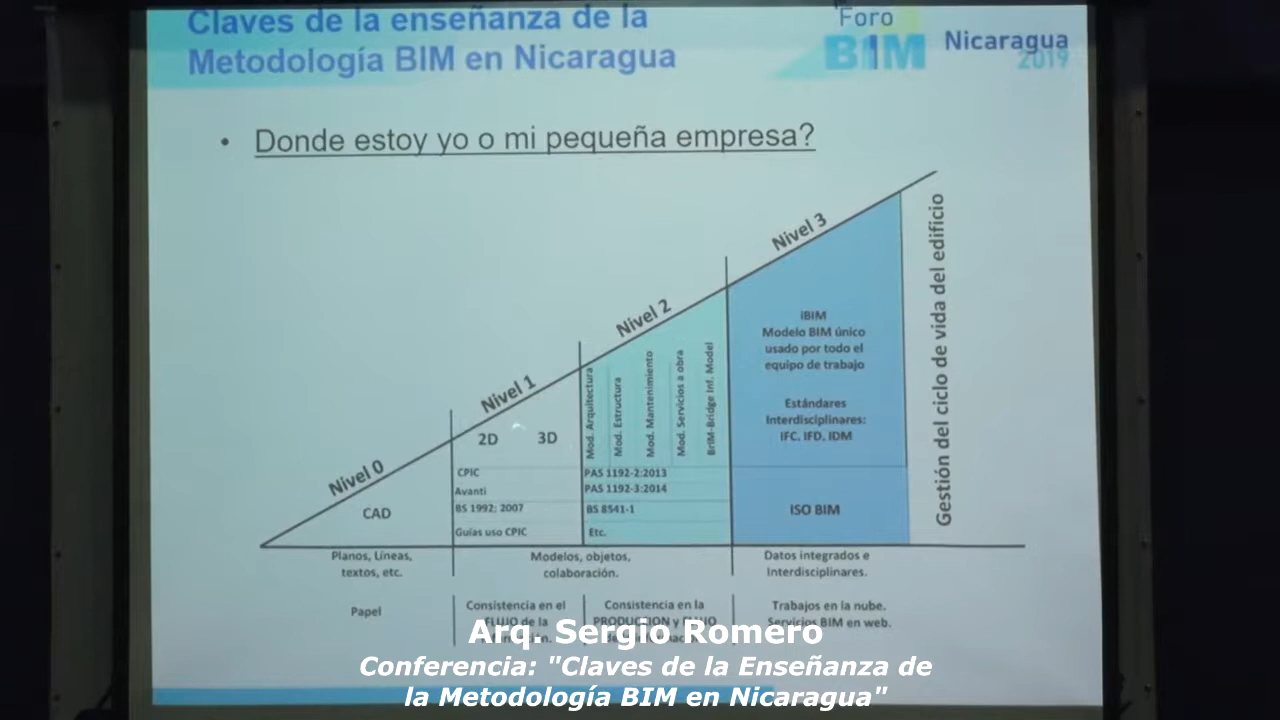 Claves de la enseñanza de la
Metodología BIM en Nicaragua
Foro
BIM
Nicaragua
2019
• Donde estoy yo o mi pequeña empresa?
Nivel 0
Nivel 1
Nivel 2
Nivel 3
CAD
2D
3D
CPIC
Avanti
BS 1992: 2007
Guías uso CPIC
Mod. Arquitectura
Mod. Estructura
Mod. Mantenimiento
Mod. Servicios a obra
BrIM-Bridge Inf. Model
PAS 1192-2:2013
PAS 1192-3:2014
BS 8541-1
Etc.
iBIM
Modelo BIM único
usado por todo el
equipo de trabajo
Estándares
Interdisciplinares:
IFC, IFD, IDM
ISO BIM
Gestión del ciclo de vida del edificio
Planos, Líneas,
textos, etc.
Modelos, objetos,
colaboración.
Datos integrados e
Interdisciplinares.
Papel
Consistencia en el
FLUJO de la
Consistencia en la
PRODUCCION y FLUJO
Trabajos en la nube.
Servicios BIM en web.
Arq. Sergio Romero
Conferencia: "Claves de la Enseñanza de
la Metodología BIM en Nicaragua"